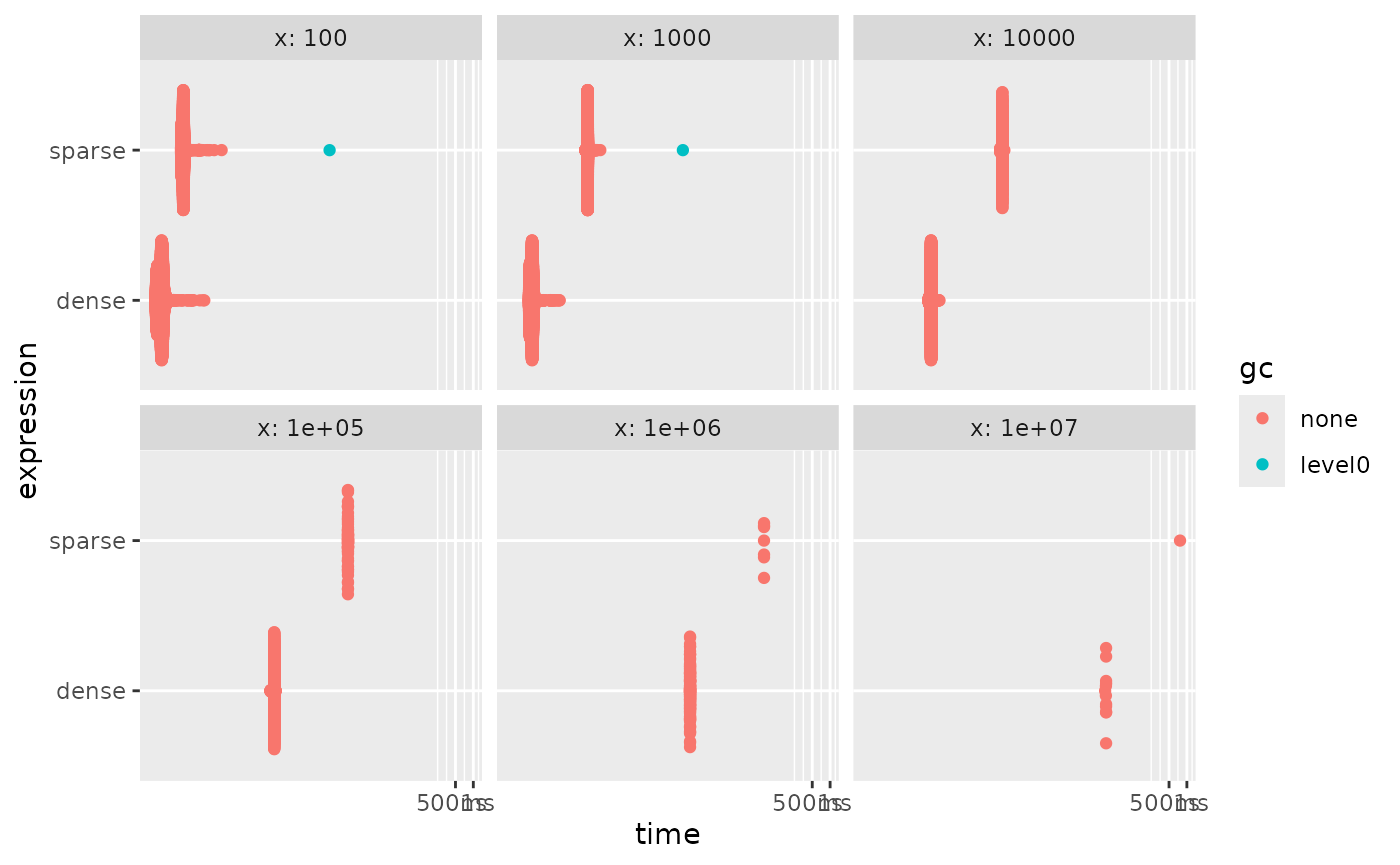 x: 100
x: 1000
x: 10000
sparse
dense
x: 1e+05
x: 1e+06
x: 1e+07
sparse
dense
500ms 1s
500ms 1s
500ms 1s
time
expression
gc
none
level0